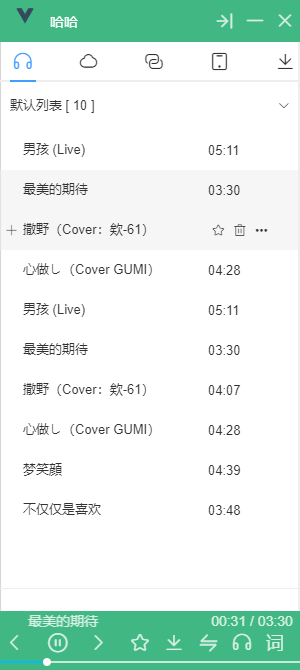 哈哈
默认列表 [ 10 ]
男孩 (Live) 05:11
最美的期待 03:30
撒野（Cover：欸-61）
心做し（Cover GUMI） 04:28
男孩 (Live) 05:11
最美的期待 03:30
撒野（Cover：欸-61） 04:07
心做し（Cover GUMI） 04:28
梦笑顔 04:39
不仅仅是喜欢 03:48
最美的期待 00:31 / 03:30
词